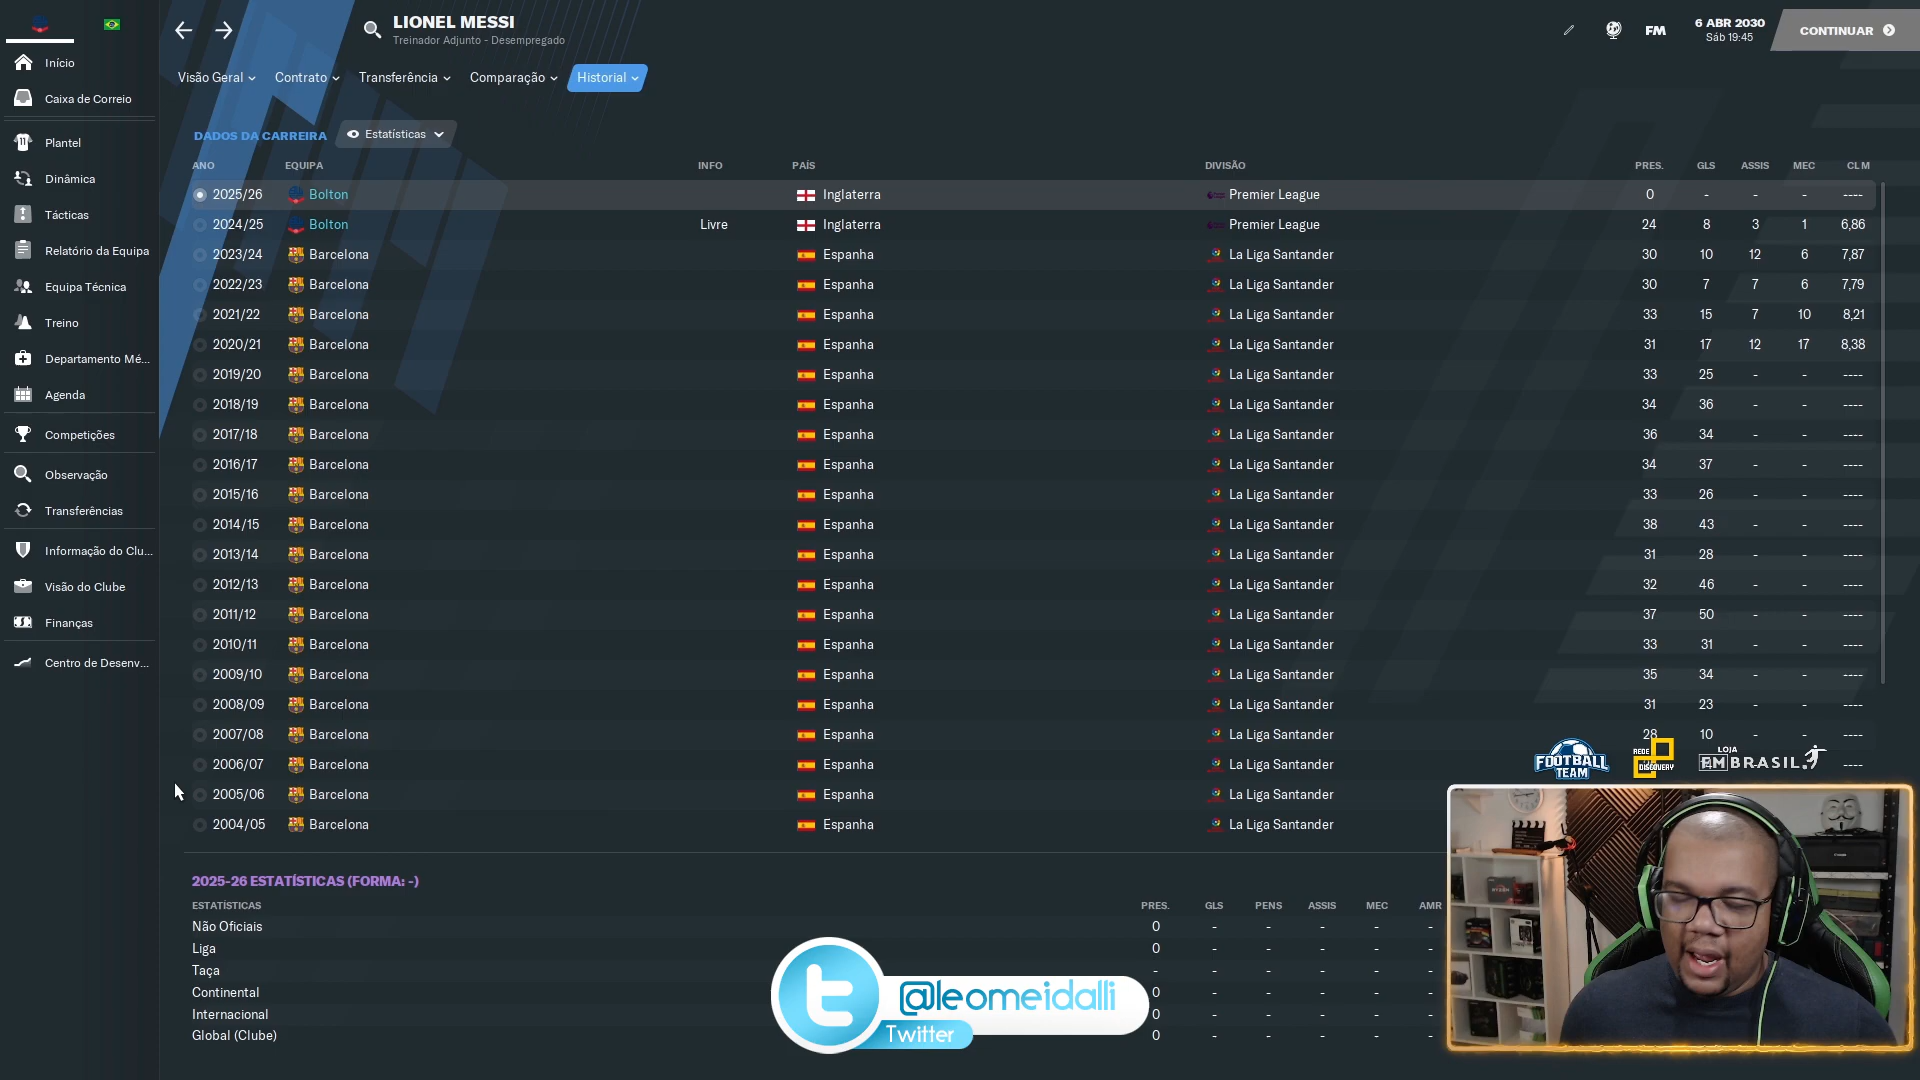 LIONEL MESSI
Treinador Adjunto - Desempregado
FM
6 ABR 2030
Sáb 19:45
CONTINUAR
Início
Caixa de Correio
Plantel
Dinâmica
Tácticas
Relatório da Equipa
Equipa Técnica
Treino
Departamento Mé...
Agenda
Competições
Observação
Transferências
Informação do Clu...
Visão do Clube
Finanças
Centro de Desenv...
Visão Geral Contrato Transferência Comparação Historial
DADOS DA CARREIRA Estatísticas
ANO EQUIPA INFO PAÍS DIVISÃO PRES. GLS ASSIS MEC CLM
2025/26 Bolton Inglaterra Premier League 0 - - - ----
2024/25 Bolton Livre Inglaterra Premier League 24 8 3 1 6,86
2023/24 Barcelona Espanha La Liga Santander 30 10 12 6 7,87
2022/23 Barcelona Espanha La Liga Santander 30 7 7 6 7,79
2021/22 Barcelona Espanha La Liga Santander 33 15 7 10 8,21
2020/21 Barcelona Espanha La Liga Santander 31 17 12 17 8,38
2019/20 Barcelona Espanha La Liga Santander 33 25 - - ----
2018/19 Barcelona Espanha La Liga Santander 34 36 - - ----
2017/18 Barcelona Espanha La Liga Santander 36 34 - - ----
2016/17 Barcelona Espanha La Liga Santander 34 37 - - ----
2015/16 Barcelona Espanha La Liga Santander 33 26 - - ----
2014/15 Barcelona Espanha La Liga Santander 38 43 - - ----
2013/14 Barcelona Espanha La Liga Santander 31 28 - - ----
2012/13 Barcelona Espanha La Liga Santander 32 46 - - ----
2011/12 Barcelona Espanha La Liga Santander 37 50 - - ----
2010/11 Barcelona Espanha La Liga Santander 33 31 - - ----
2009/10 Barcelona Espanha La Liga Santander 35 34 - - ----
2008/09 Barcelona Espanha La Liga Santander 31 23 - - ----
2007/08 Barcelona Espanha La Liga Santander 28 10 - - ----
2006/07 Barcelona Espanha La Liga Santander ----
2005/06 Barcelona Espanha La Liga Santander
2004/05 Barcelona Espanha La Liga Santander
FOOTBALL TEAM
REDE DISCOVERY
LOJA FMBRASIL
2025-26 ESTATÍSTICAS (FORMA: -)
ESTATÍSTICAS PRES. GLS PENS ASSIS MEC AMR
Não Oficiais 0 - - - - -
Liga 0 - - - - -
Taça - - - - - -
Continental 0 - - - - -
Internacional 0 - - - - -
Global (Clube) 0 - - - - -
@leomeidalli
Twitter